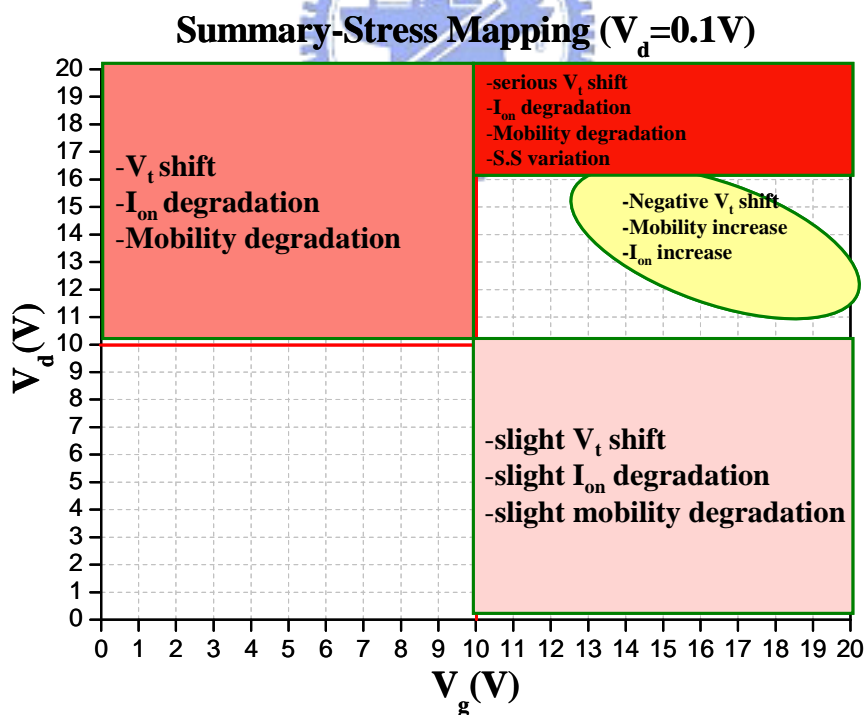 Summary-Stress Mapping (Vd=0.1V)
20
19
18
17
16
15
14
13
12
11
10
9
8
7
6
5
4
3
2
1
0
Vd(V)
-Vt shift
-Ion degradation
-Mobility degradation
-serious Vt shift
-Ion degradation
-Mobility degradation
-S.S variation
-Negative Vt shift
-Mobility increase
-Ion increase
-slight Vt shift
-slight Ion degradation
-slight mobility degradation
0 1 2 3 4 5 6 7 8 9 10 11 12 13 14 15 16 17 18 19 20
Vg(V)